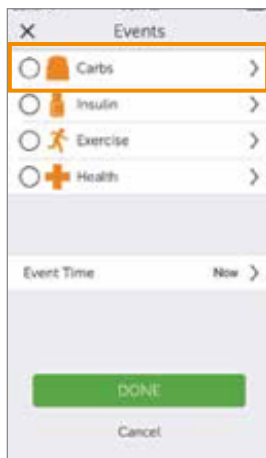 Events
Carbs
Insulin
Exercise
Health
Event Time Now
DONE
Cancel